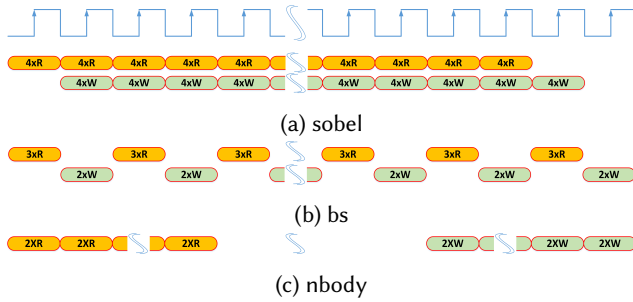 4xR 4xR 4xR 4xR 4xR 4xR 4xR 4xR
4xW 4xW 4xW 4xW 4xW 4xW 4xW 4xW 4xW
(a) sobel
3xR 3xR 3xR 3xR 3xR 3xR
2xW 2xW 2xW 2xW 2xW
(b) bs
2XR 2XR 2XR 2XW 2XW 2XW
(c) nbody